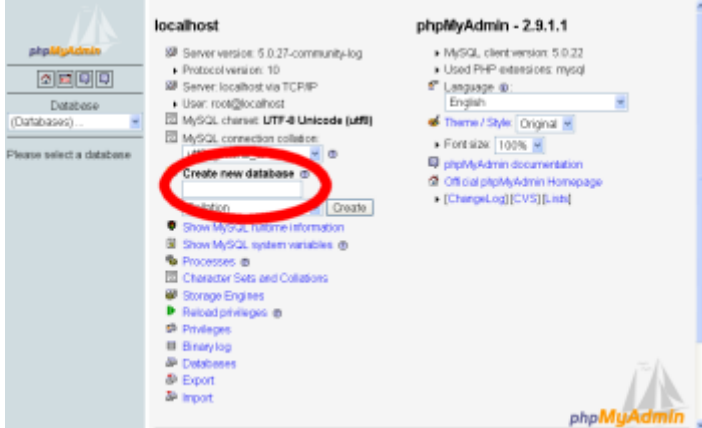 phpMyAdmin
Database
(Databases) ...
Please select a database
localhost
Server version: 5.0.27-community-log
Protocol version: 10
Server: localhost via TCP/IP
User: root@localhost
MySQL charset: UTF-8 Unicode (utf8)
MySQL connection collation:
Create new database
Collation
Create
Show MySQL runtime information
Show MySQL system variables
Processes
Character Sets and Collations
Storage Engines
Reload privileges
Privileges
Binary log
Databases
Export
Import
phpMyAdmin - 2.9.1.1
MySQL client version: 5.0.22
Used PHP extensions: mysql
Language
English
Theme / Style: Original
Font size: 100%
phpMyAdmin documentation
Official phpMyAdmin Homepage
[ChangeLog] [CVS] [Lists]
phpMyAdmin